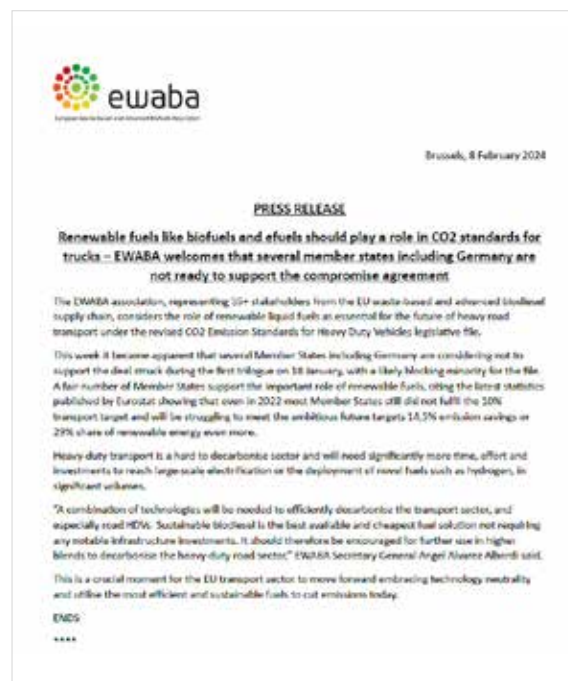 ewaba
Brussels, 8 February 2024
PRESS RELEASE
Renewable fuels like biofuels and efuels should play a role in CO2 standards for
trucks – EWABA welcomes that several member states including Germany are
not ready to support the compromise agreement
The EWABA association, representing stakeholders from the EU waste-based and advanced biodiesel
supply chain, considers the role of renewable liquid fuels as essential for the future of heavy road
transport under the revised CO2 Emission Standards for Heavy Duty Vehicles legislative file.
This week it became apparent that several Member States including Germany are considering not to
support the deal struck during the first trilogue on 18 January, with a likely blocking minority for the file.
A fair number of Member States support the important role of renewable fuels, citing the latest statistics
published by Eurostat showing that even in 2022 most Member States still did not fulfil the 10%
transport target and will be struggling to meet the ambitious future targets 14,5% emission savings or
29% share of renewable energy even more.
Heavy duty transport is a hard to decarbonise sector and will need significantly more time, effort and
investments to reach large-scale electrification or the deployment of novel fuels such as hydrogen, in
significant volumes.
"A combination of technologies will be needed to efficiently decarbonise the transport sector, and
especially road HDVs. Sustainable biodiesel is the best available and cheapest fuel solution not requiring
any notable infrastructure investments. It should therefore be encouraged for further use in higher
blends to decarbonise the heavy duty road sector," EWABA Secretary General Angel Alvarez Alberdi said.
This is a crucial moment for the EU transport sector to move forward embracing technology neutrality
and utilise the most efficient and sustainable fuels to cut emissions today.
ENDS
****